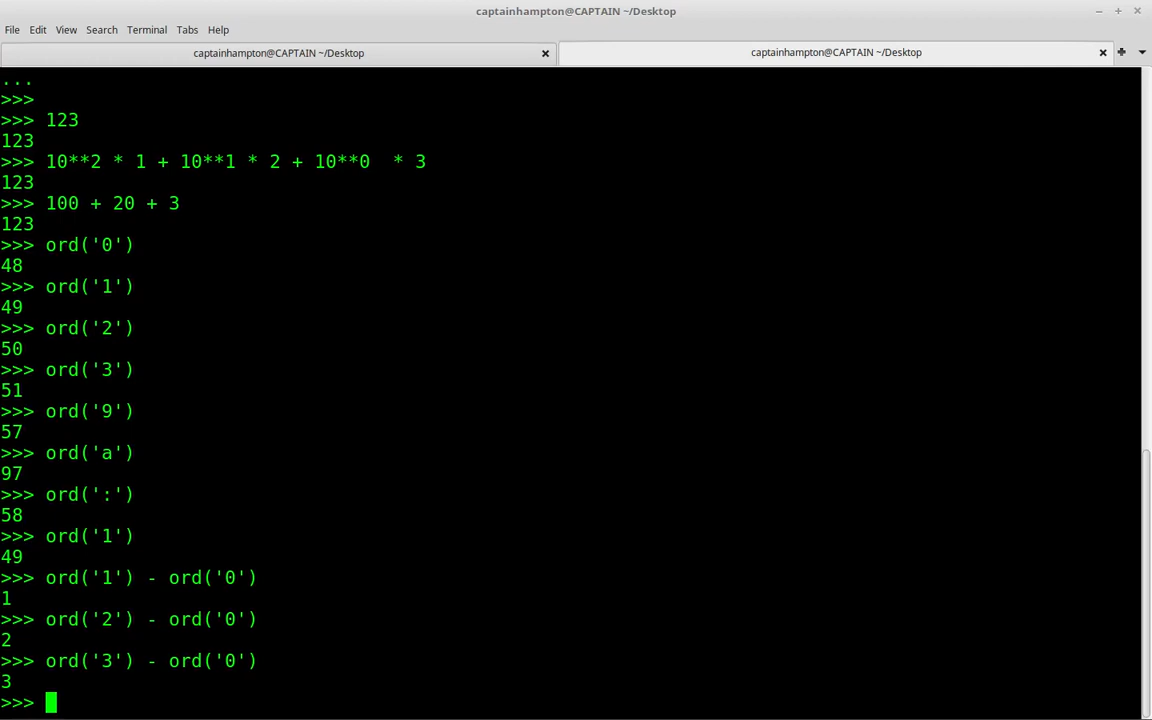 captainhampton@CAPTAIN ~/Desktop
File Edit View Search Terminal Tabs Help
captainhampton@CAPTAIN ~/Desktop captainhampton@CAPTAIN ~/Desktop
...
>>>
>>> 123
123
>>> 10**2 * 1 + 10**1 * 2 + 10**0  * 3
123
>>> 100 + 20 + 3
123
>>> ord('0')
48
>>> ord('1')
49
>>> ord('2')
50
>>> ord('3')
51
>>> ord('9')
57
>>> ord('a')
97
>>> ord(':')
58
>>> ord('1')
49
>>> ord('1') - ord('0')
1
>>> ord('2') - ord('0')
2
>>> ord('3') - ord('0')
3
>>>